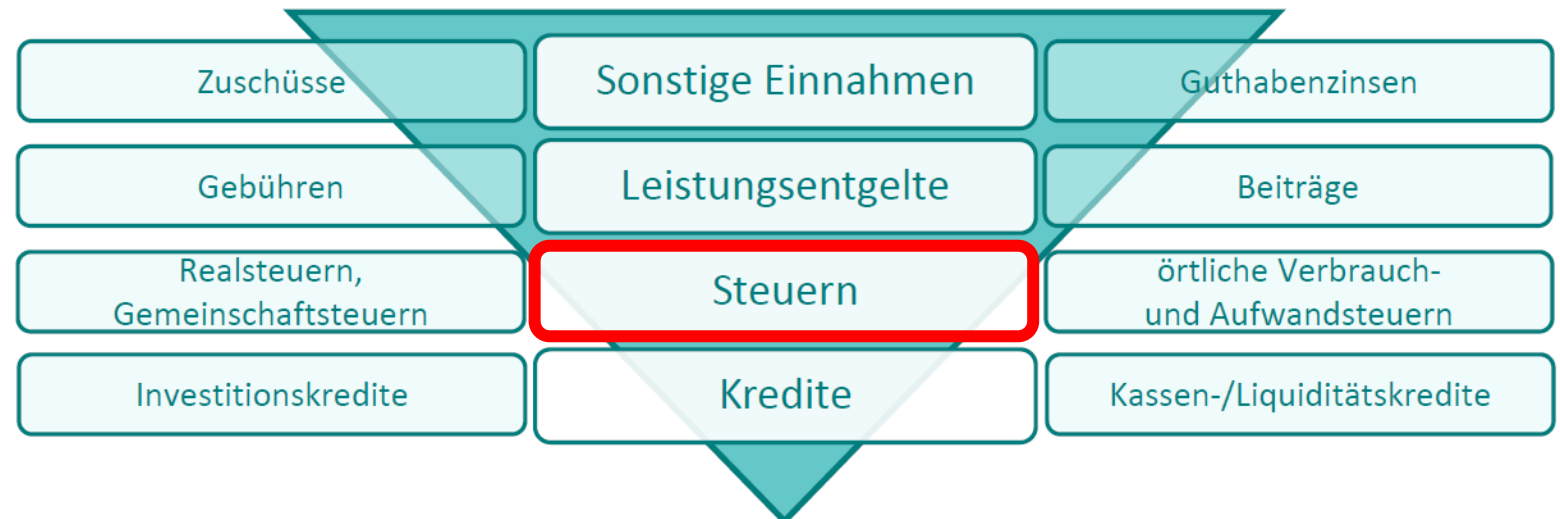 Zuschüsse
Sonstige Einnahmen
Guthabenzinsen
Gebühren
Leistungsentgelte
Beiträge
Realsteuern,
Gemeinschaftsteuern
Steuern
örtliche Verbrauch-
und Aufwandsteuern
Investitionskredite
Kredite
Kassen-/Liquiditätskredite